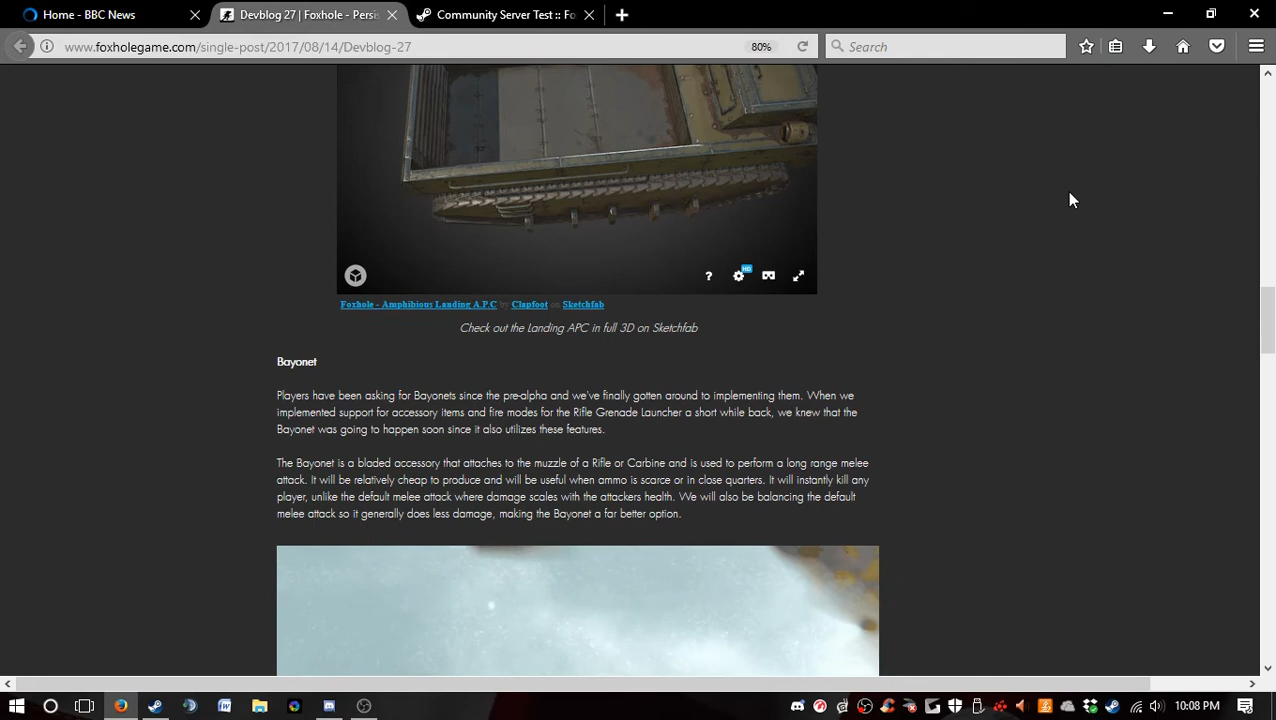 Home - BBC News
Devblog 27 | Foxhole - Persis
Community Server Test :: Fo
www.foxholegame.com/single-post/2017/08/14/Devblog-27
80%
Search
?
HD
Foxhole - Amphibious Landing A.P.C by Clapfoot on Sketchfab
Check out the Landing APC in full 3D on Sketchfab
Bayonet
Players have been asking for Bayonets since the pre-alpha and we've finally gotten around to implementing them. When we
implemented support for accessory items and fire modes for the Rifle Grenade Launcher a short while back, we knew that the
Bayonet was going to happen soon since it also utilizes these features.
The Bayonet is a bladed accessory that attaches to the muzzle of a Rifle or Carbine and is used to perform a long range melee
attack. It will be relatively cheap to produce and will be useful when ammo is scarce or in close quarters. It will instantly kill any
player, unlike the default melee attack where damage scales with the attackers health. We will also be balancing the default
melee attack so it generally does less damage, making the Bayonet a far better option.
10:08 PM